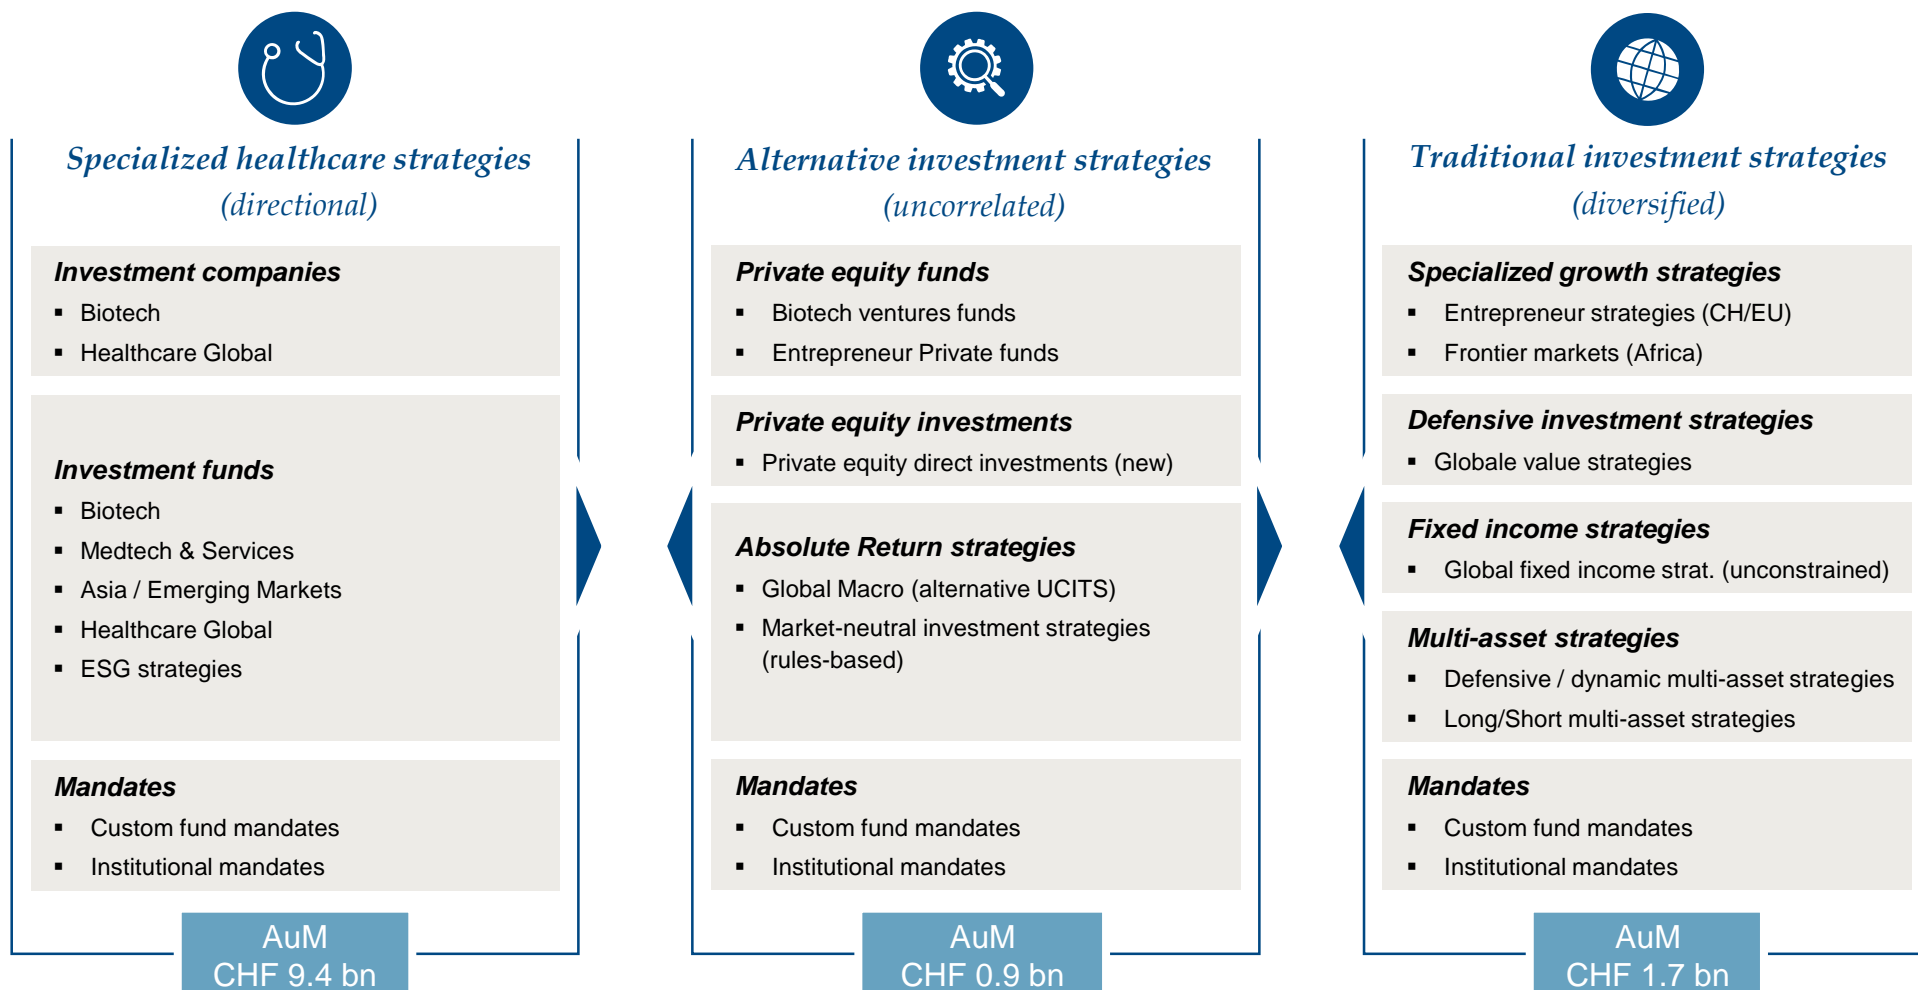 Specialized healthcare strategies
(directional)
Investment companies
▪ Biotech
▪ Healthcare Global
Investment funds
▪ Biotech
▪ Medtech & Services
▪ Asia / Emerging Markets
▪ Healthcare Global
▪ ESG strategies
Mandates
▪ Custom fund mandates
▪ Institutional mandates
AuM
CHF 9.4 bn
Alternative investment strategies
(uncorrelated)
Private equity funds
▪ Biotech ventures funds
▪ Entrepreneur Private funds
Private equity investments
▪ Private equity direct investments (new)
Absolute Return strategies
▪ Global Macro (alternative UCITS)
▪ Market-neutral investment strategies
(rules-based)
Mandates
▪ Custom fund mandates
▪ Institutional mandates
AuM
CHF 0.9 bn
Traditional investment strategies
(diversified)
Specialized growth strategies
▪ Entrepreneur strategies (CH/EU)
▪ Frontier markets (Africa)
Defensive investment strategies
▪ Globale value strategies
Fixed income strategies
▪ Global fixed income strat. (unconstrained)
Multi-asset strategies
▪ Defensive / dynamic multi-asset strategies
▪ Long/Short multi-asset strategies
Mandates
▪ Custom fund mandates
▪ Institutional mandates
AuM
CHF 1.7 bn